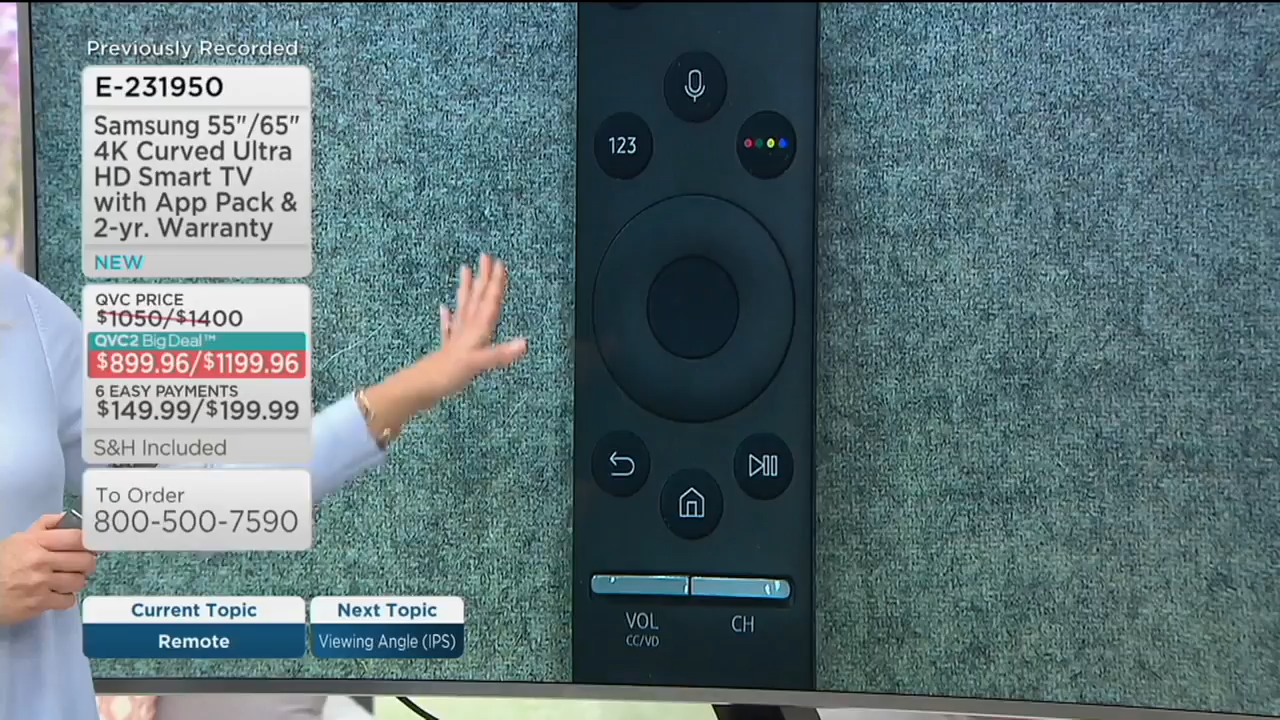 Previously Recorded
E-231950
Samsung 55"/65"
4K Curved Ultra
HD Smart TV
with App Pack &
2-yr. Warranty
NEW
QVC PRICE
$1050/$1400
QVC2 Big Deal™
$899.96/$1199.96
6 EASY PAYMENTS
$149.99/$199.99
S&H Included
To Order
800-500-7590
Current Topic
Remote
Next Topic
Viewing Angle (IPS)
123
VOL
CC/VD
CH